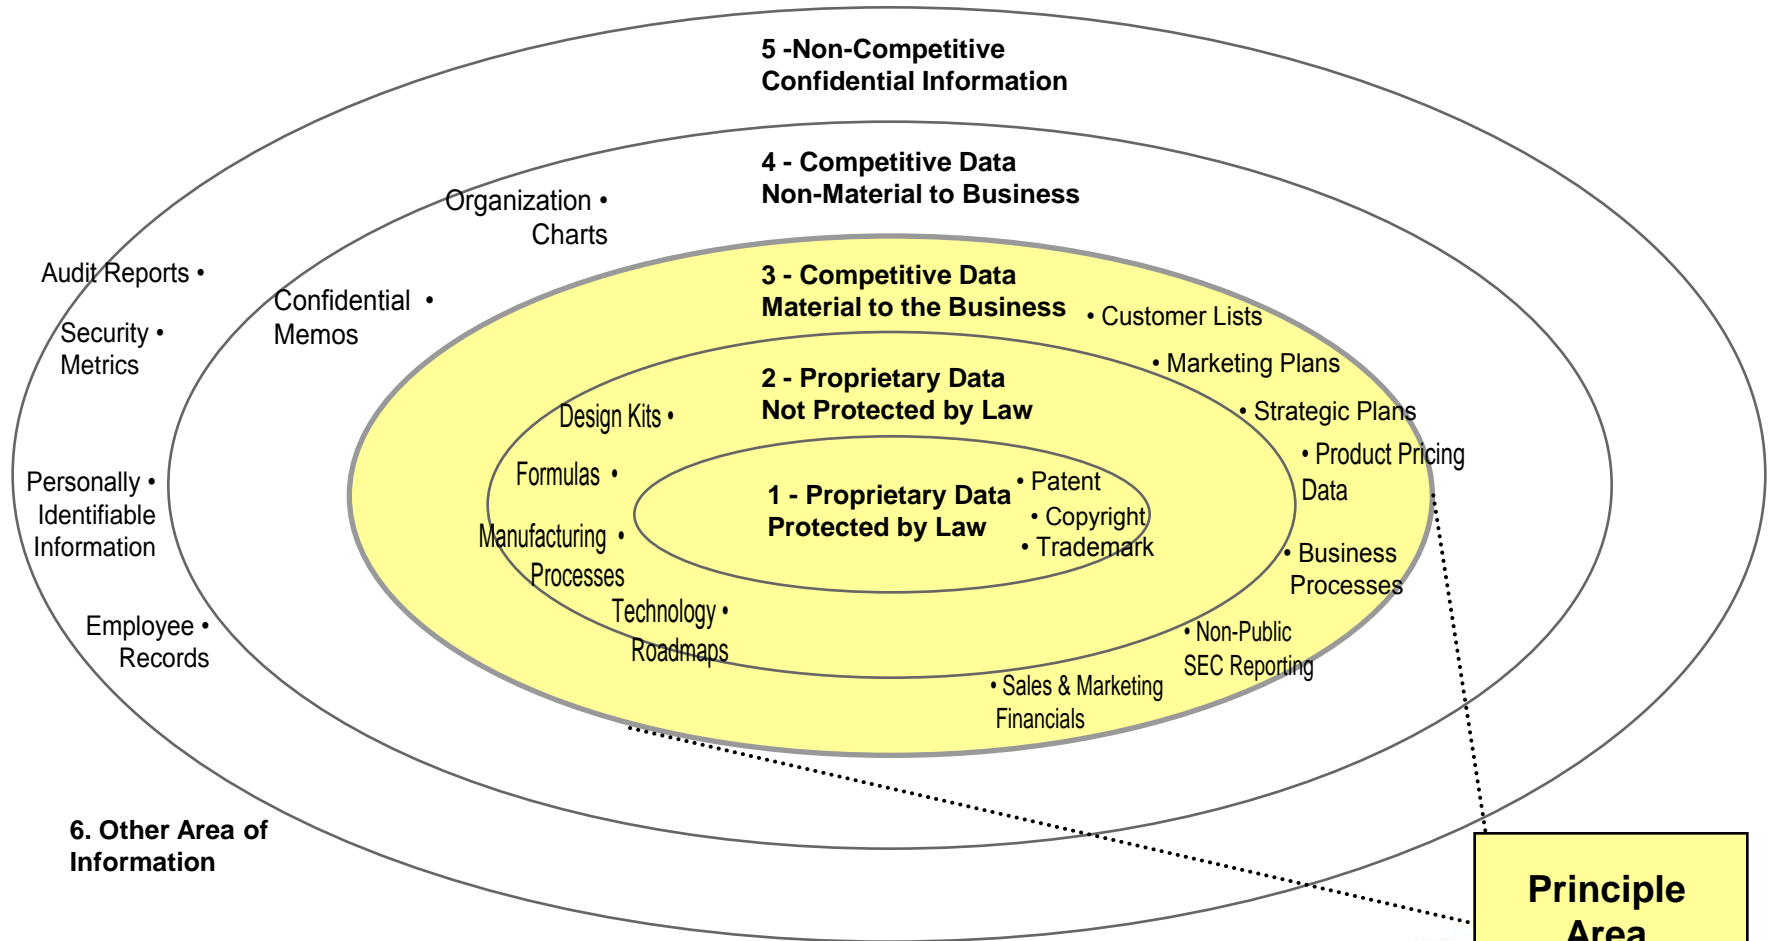 5 -Non-Competitive
Confidential Information
4 - Competitive Data
Non-Material to Business
Organization •
Charts
Audit Reports •
Confidential •
Memos
Security •
Metrics
3 - Competitive Data
Material to the Business
• Customer Lists
• Marketing Plans
2 - Proprietary Data
Not Protected by Law
• Strategic Plans
Design Kits •
• Product Pricing
Data
Formulas •
Personally •
Identifiable
Information
1 - Proprietary Data
Protected by Law
• Patent
• Copyright
• Trademark
Manufacturing •
Processes
• Business
Processes
Technology •
Roadmaps
Employee •
Records
• Non-Public
SEC Reporting
• Sales & Marketing
Financials
6. Other Area of
Information
Principle
Area